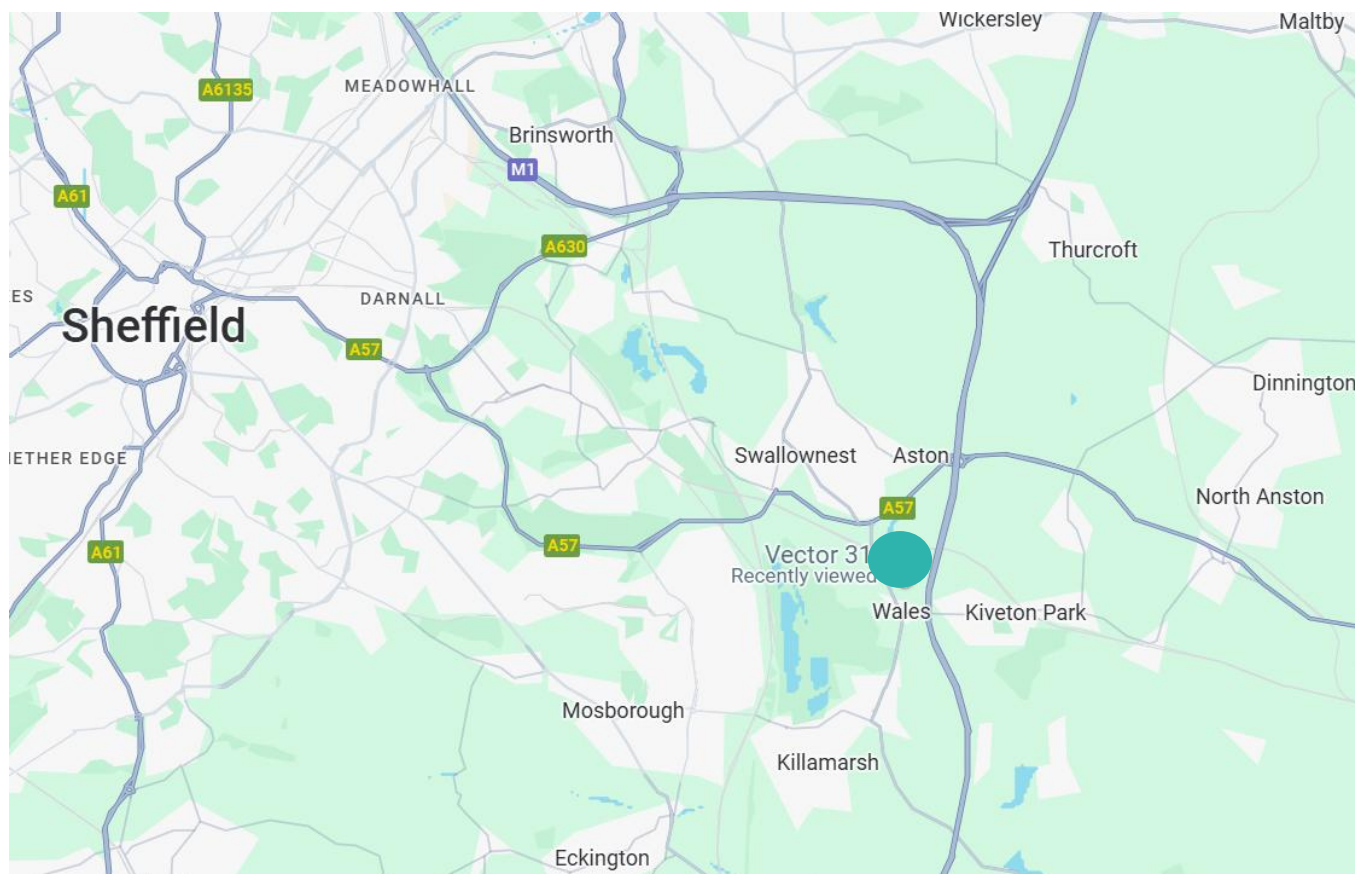 Wickersley
Maltby
A6135
MEADOWHALL
Brinsworth
M1
A61
A630
Thurcroft
ES
DARNALL
Sheffield
A57
Dinnington
IETHER EDGE
Swallownest
Aston
North Anston
A57
A61
A57
Vector 31
Recently viewed
Wales
Kiveton Park
Mosborough
Killamarsh
Eckington